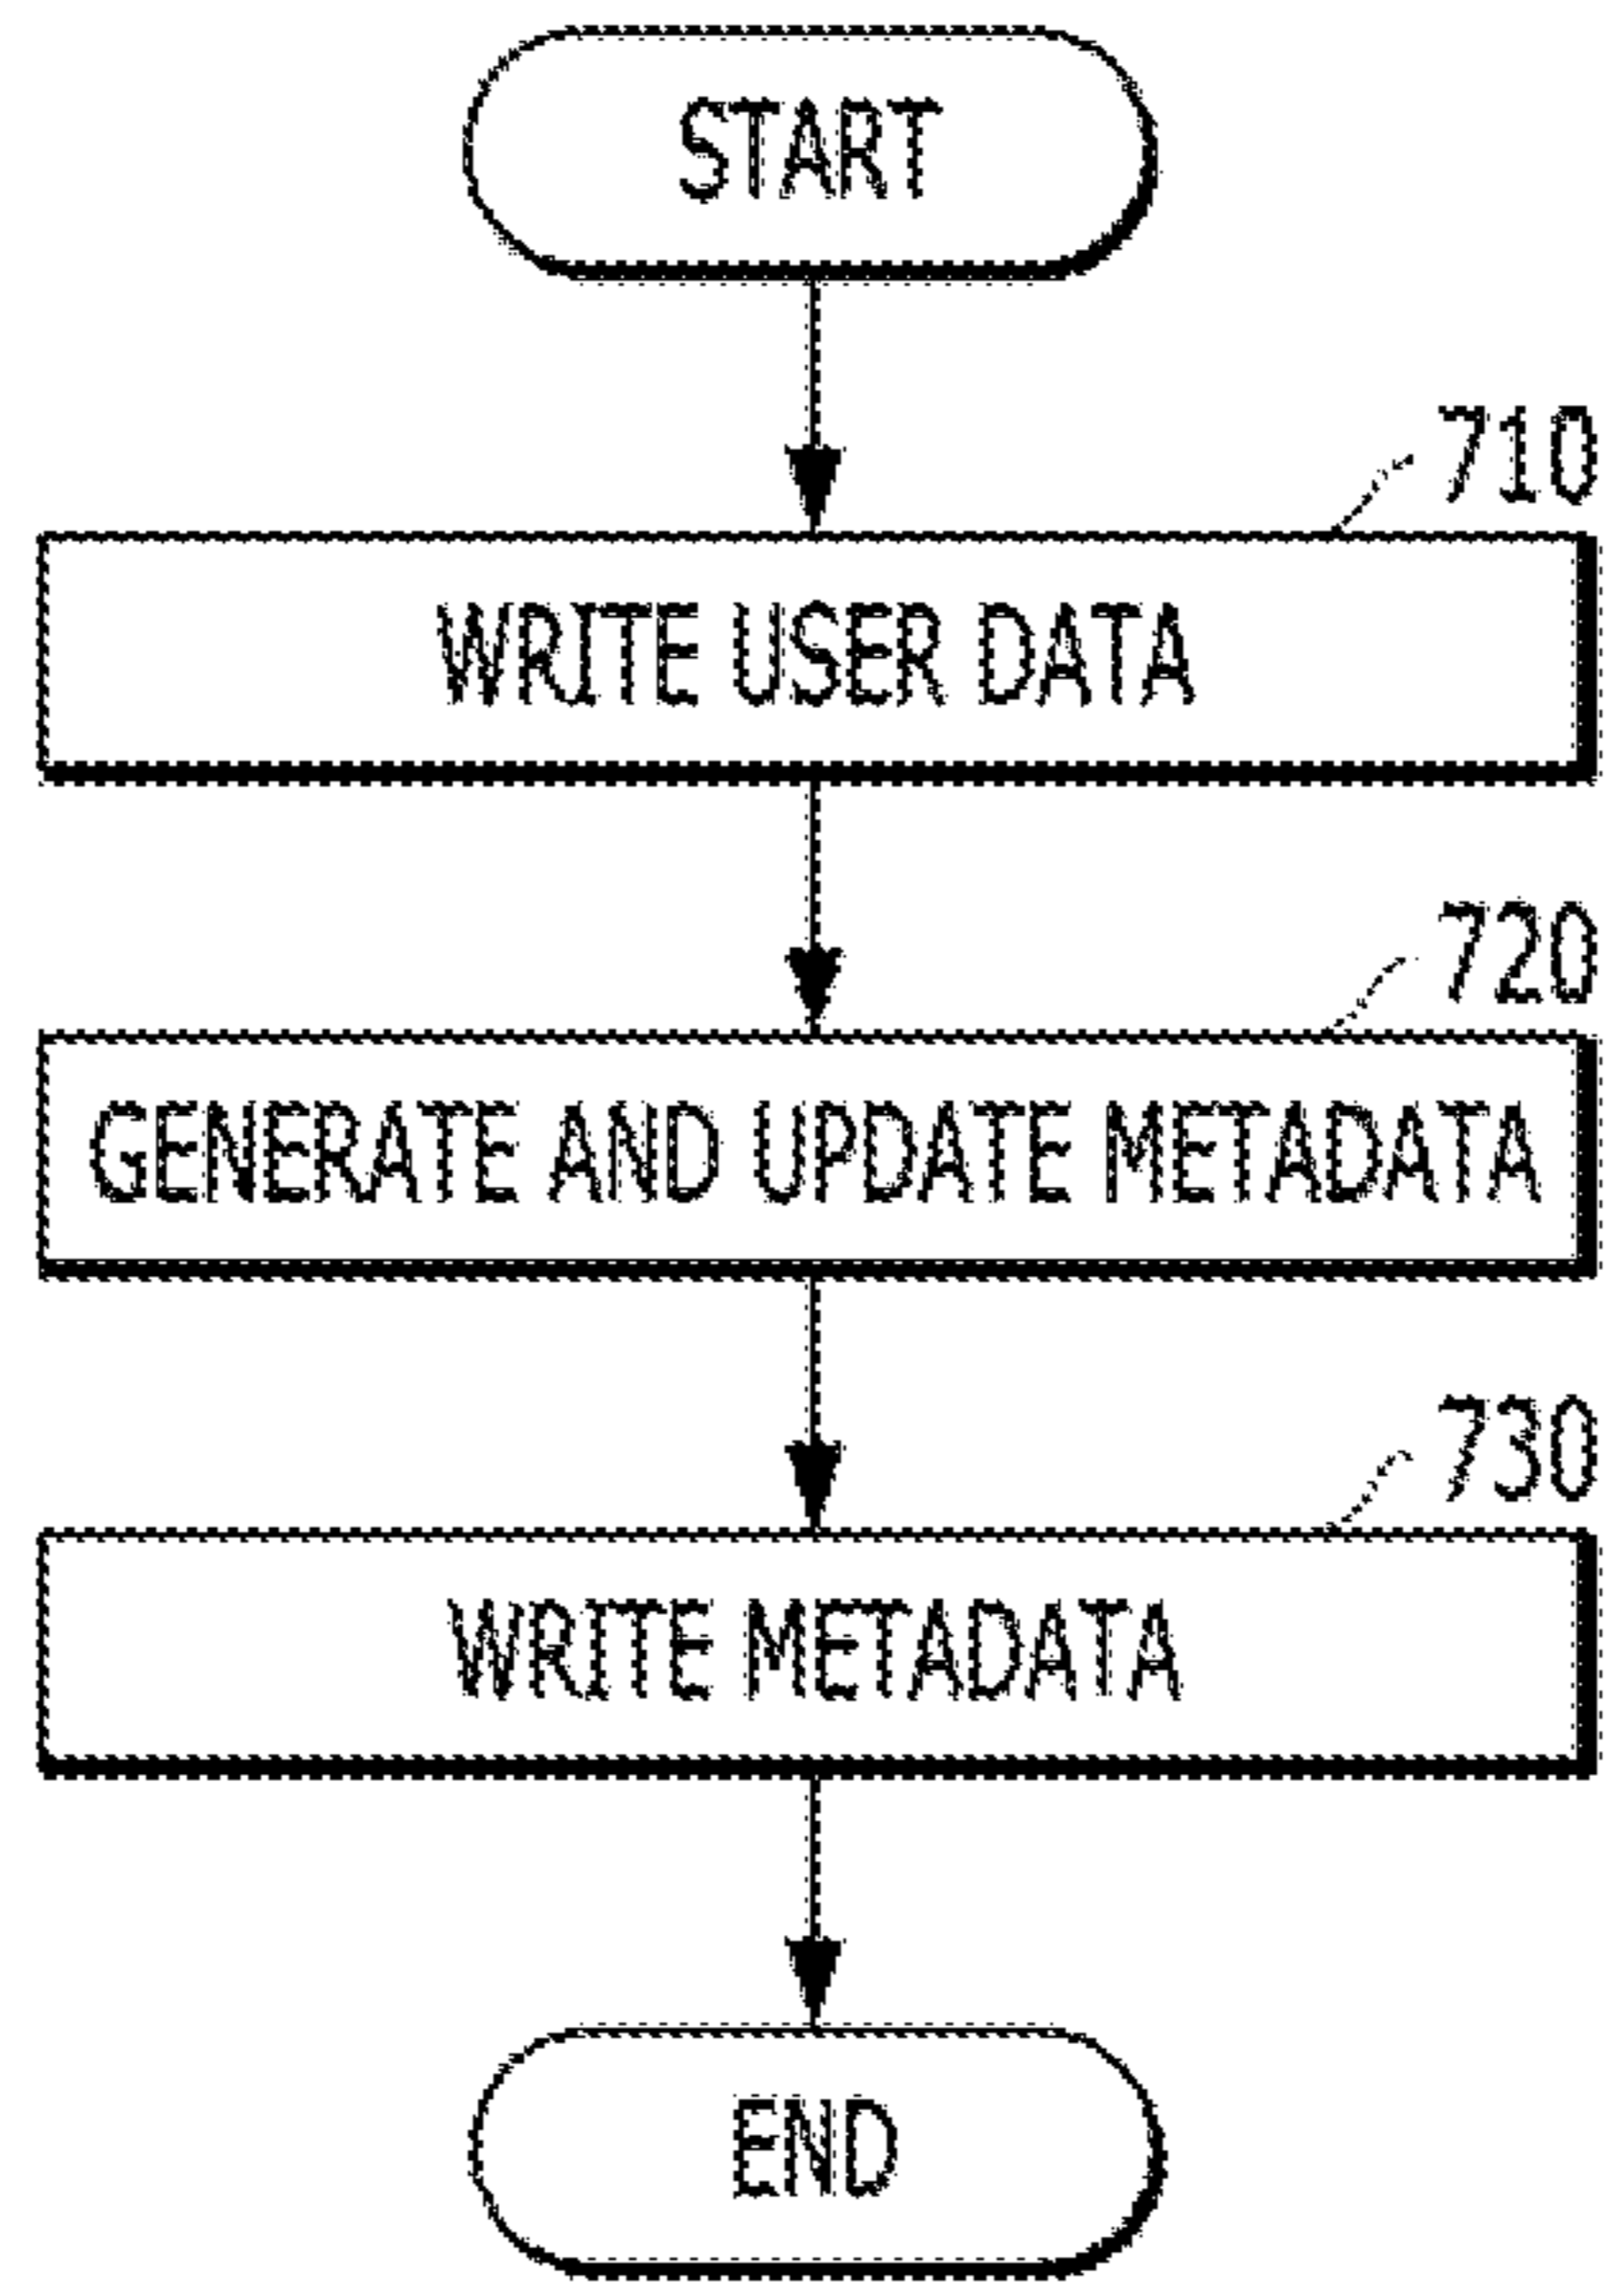 START
710
WRITE USER DATA
720
GENERATE AND UPDATE METADATA
730
WRITE METADATA
END